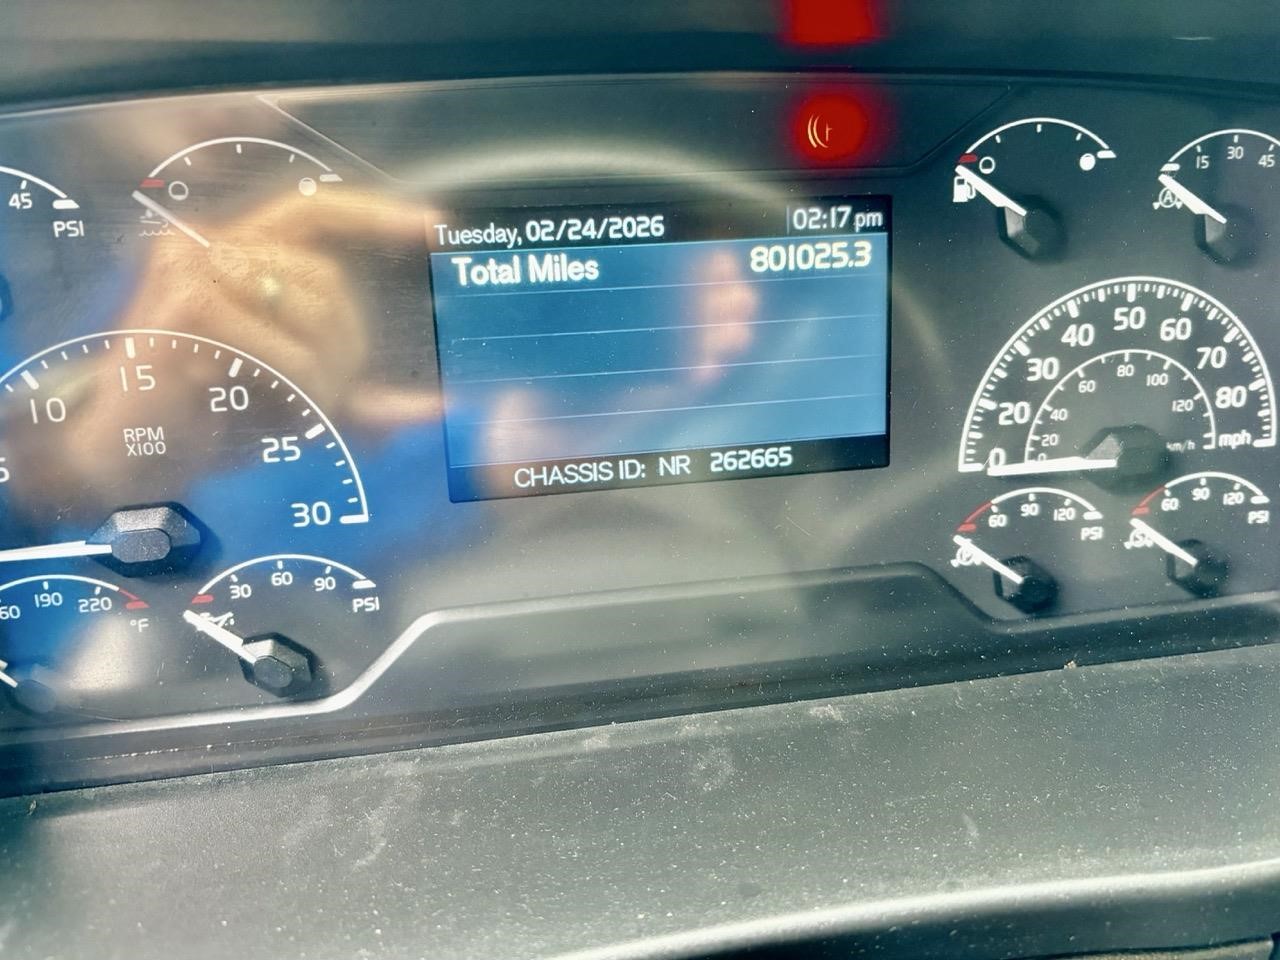 Tuesday, 02/24/2026 02:17 pm
Total Miles 801025.3
CHASSIS ID: NR 262665
45
PSI
10 15 20 25 30
RPM
X100
190 220
°F
30 60 90
PSI
15 30 45
0 20 30 40 50 60 70 80
mph
20 40 60 80 100 120
km/h
60 90 120
PSI
60 90 120
PSI